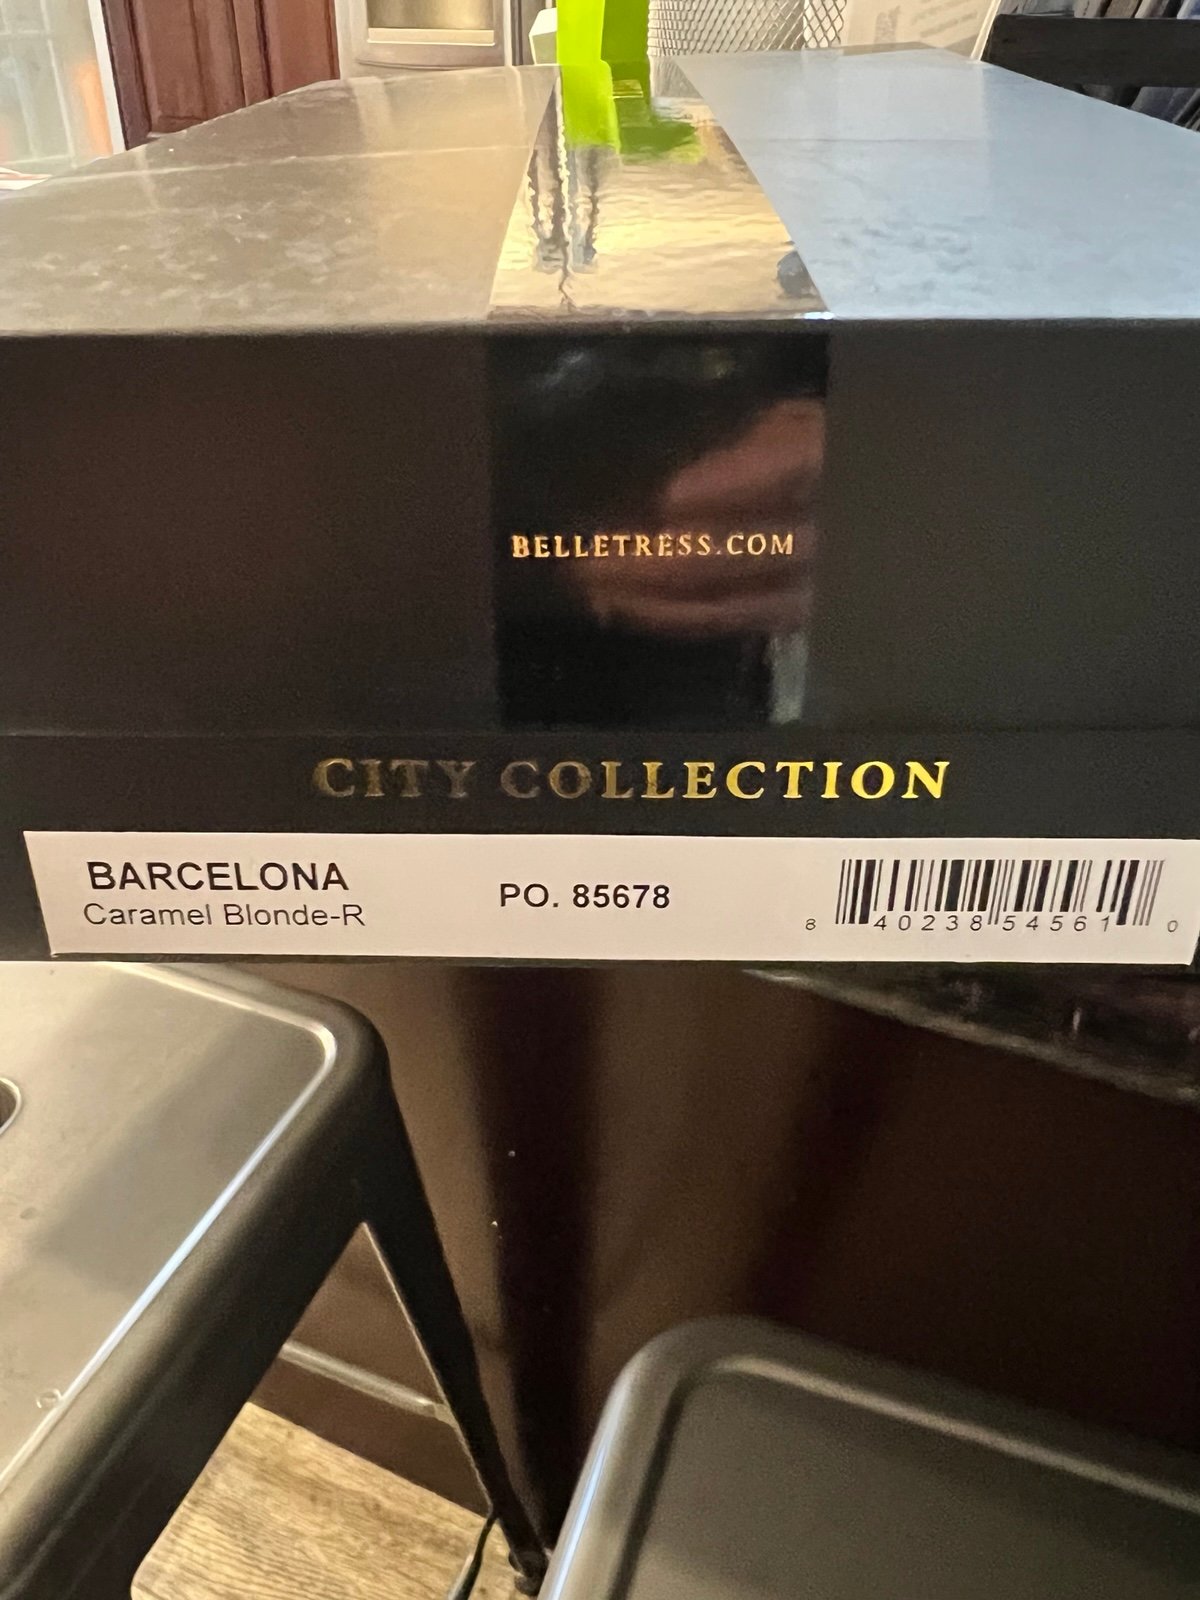 BELLETRESS.COM
CITY COLLECTION
BARCELONA
Caramel Blonde-R
PO. 85678
8 40238 54561 0